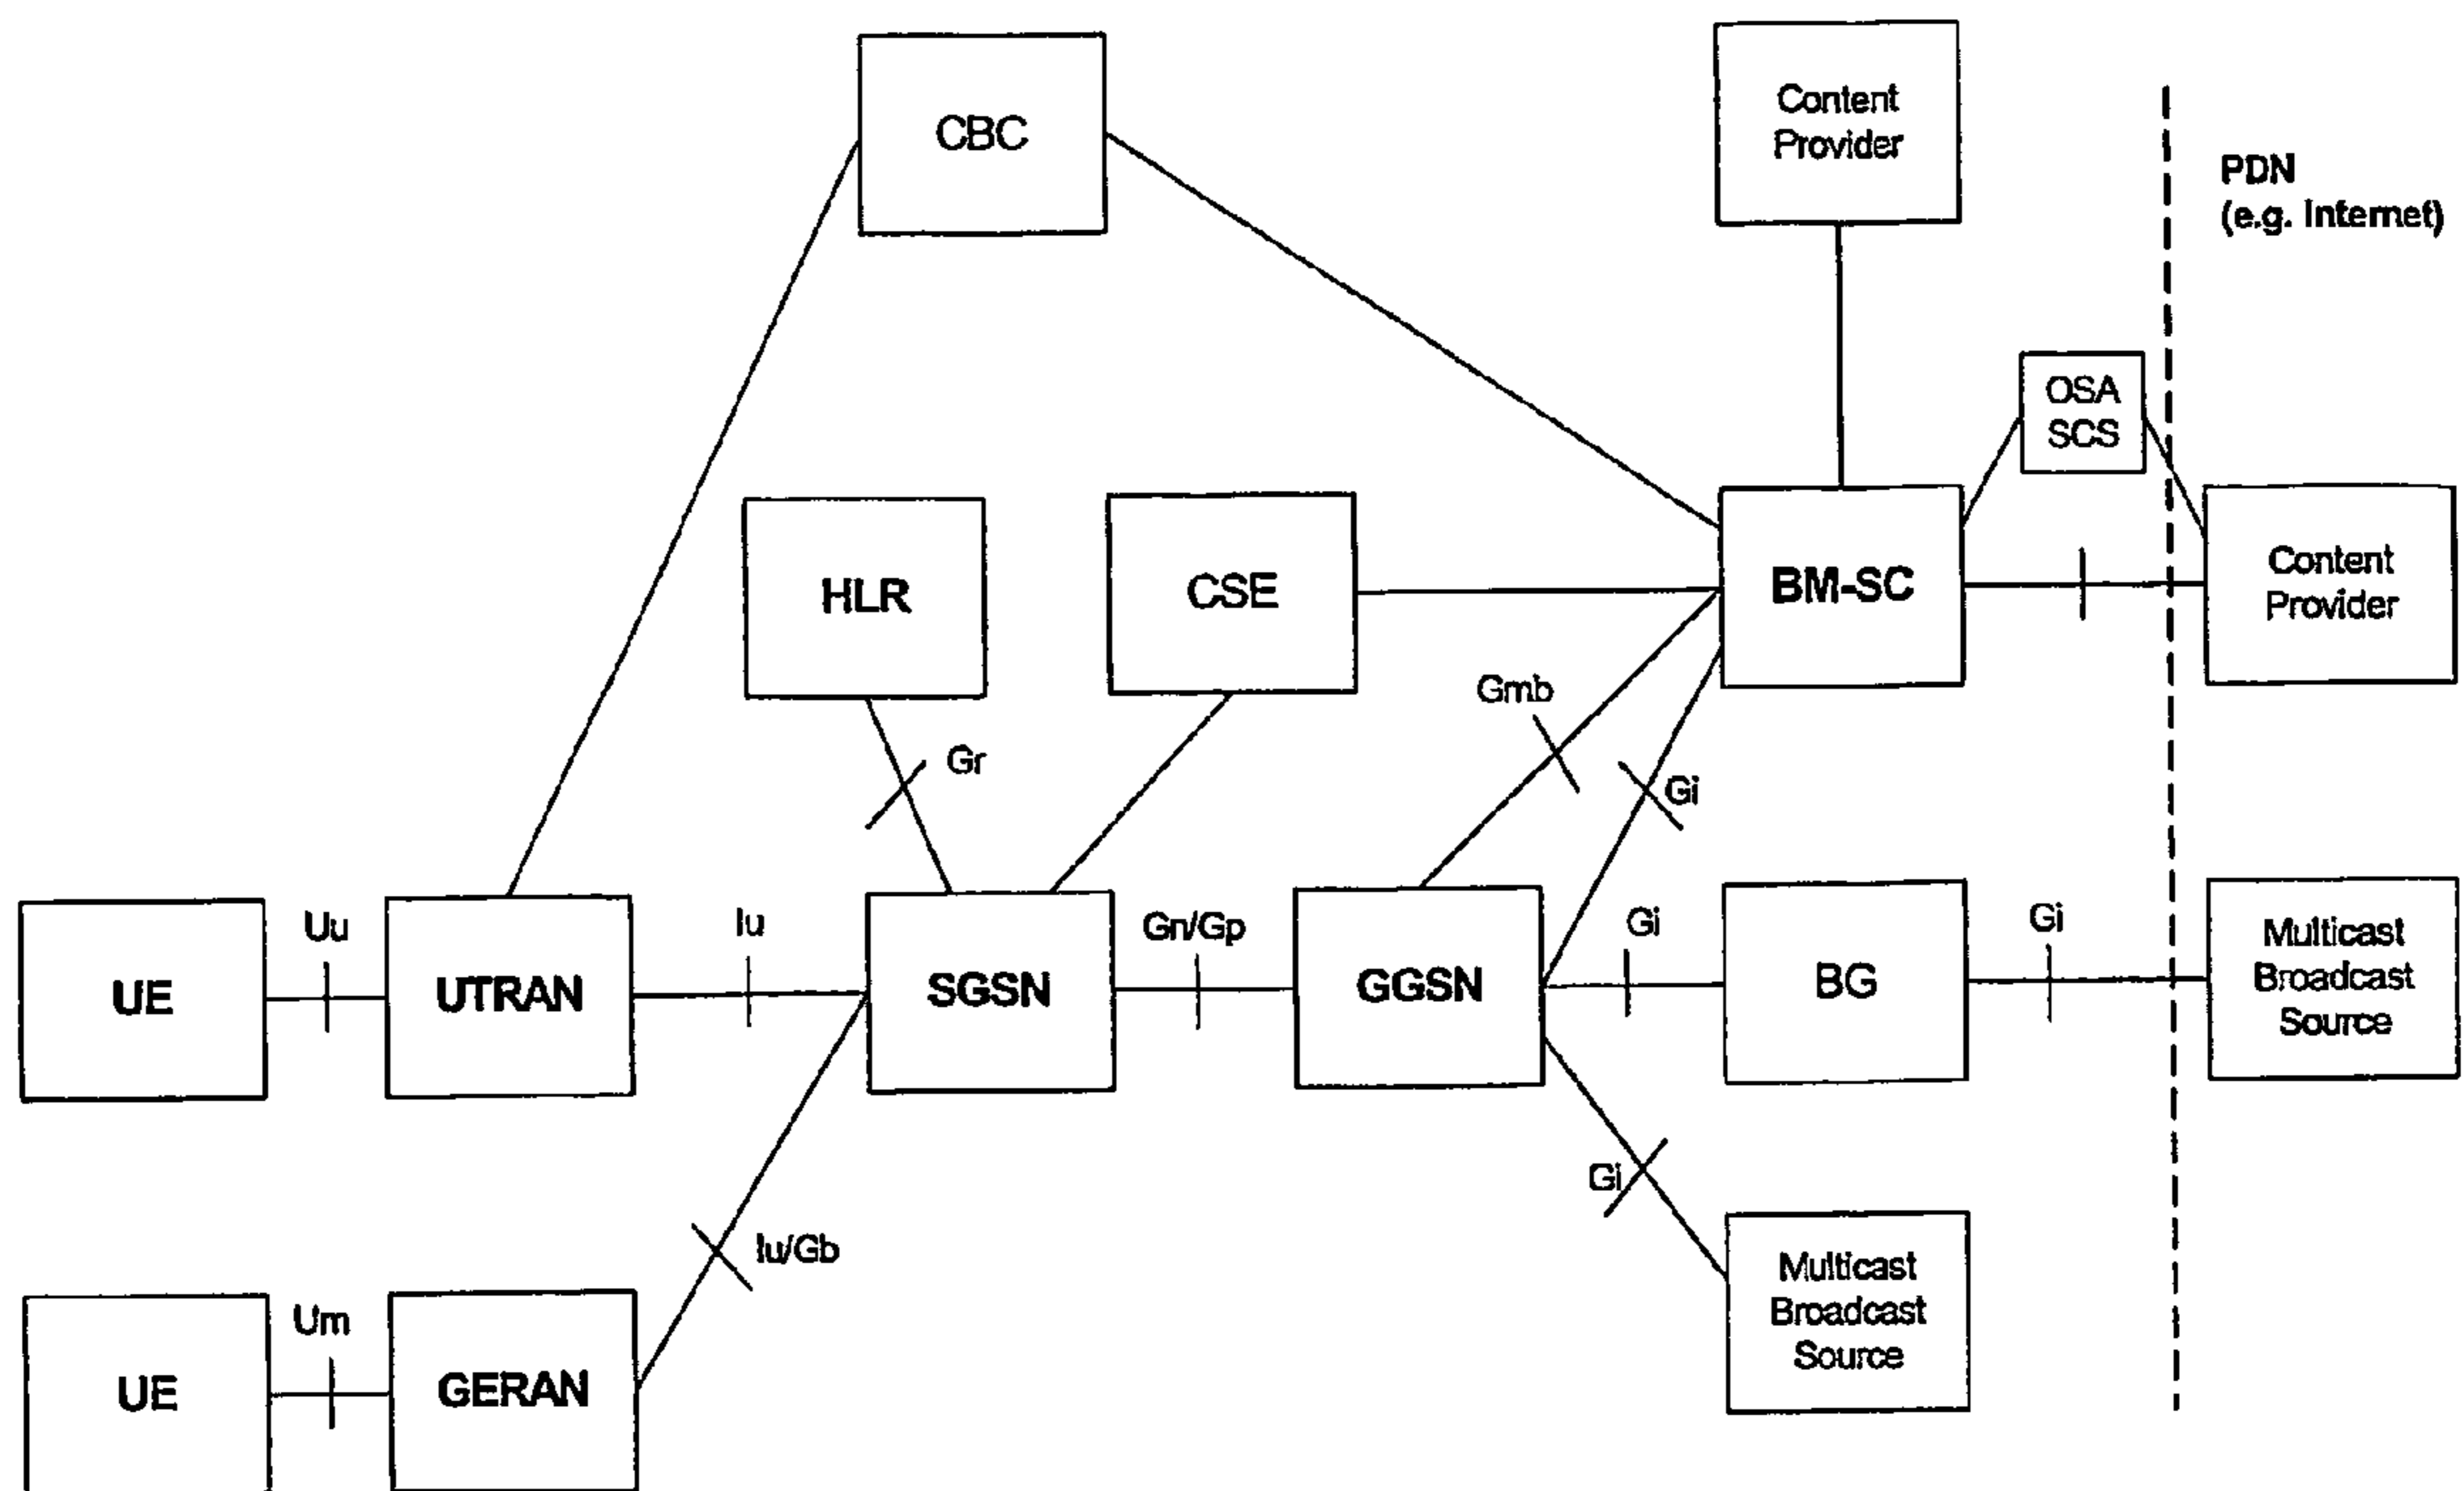 CBC
Content
Provider
PDN
(e.g. Internet)
OSA
SCS
HLR
CSE
BM-SC
Content
Provider
Gmb
Gr
Gi
UE
Uu
UTRAN
Iu
SGSN
Gn/Gp
GGSN
Gi
BG
Gi
Multicast
Broadcast
Source
Gi
Iu/Gb
UE
Um
GERAN
Multicast
Broadcast
Source